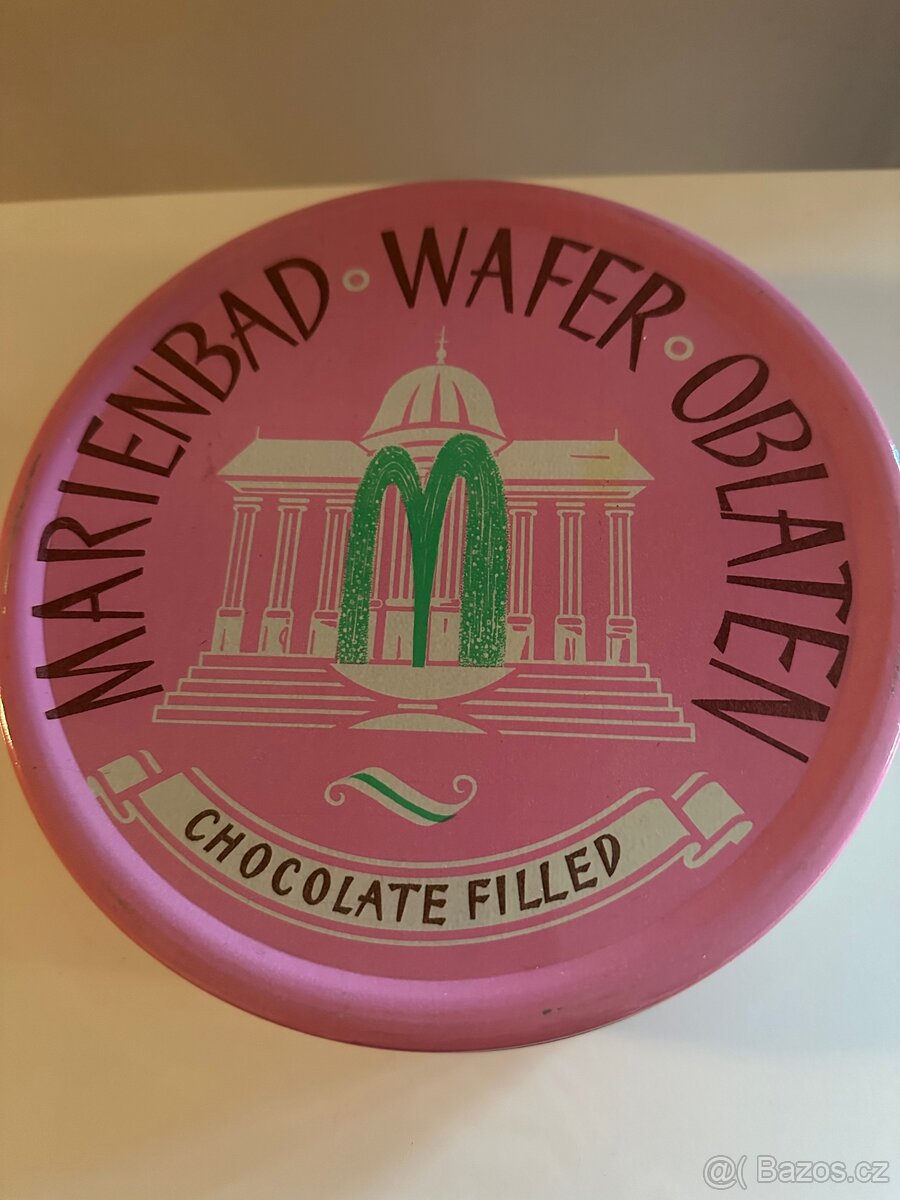 MARIENBAD • WAFER • OBLATEN
CHOCOLATE FILLED
@( Bazos.cz